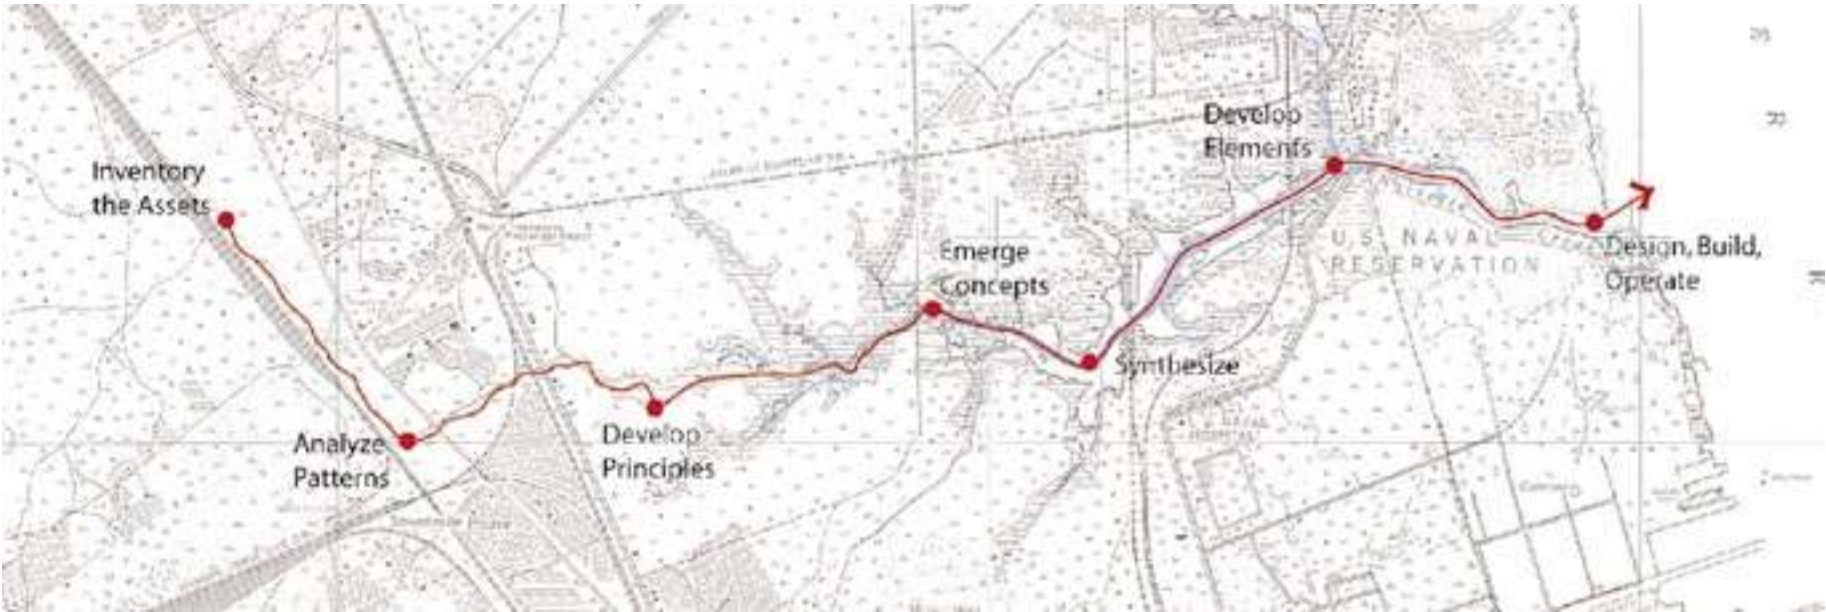 Inventory
the Assets
Analyze
Patterns
Develop
Principles
Emerge
Concepts
Synthesize
Develop
Elements
U.S. NAVAL
RESERVATION
Design, Build,
Operate
R
K